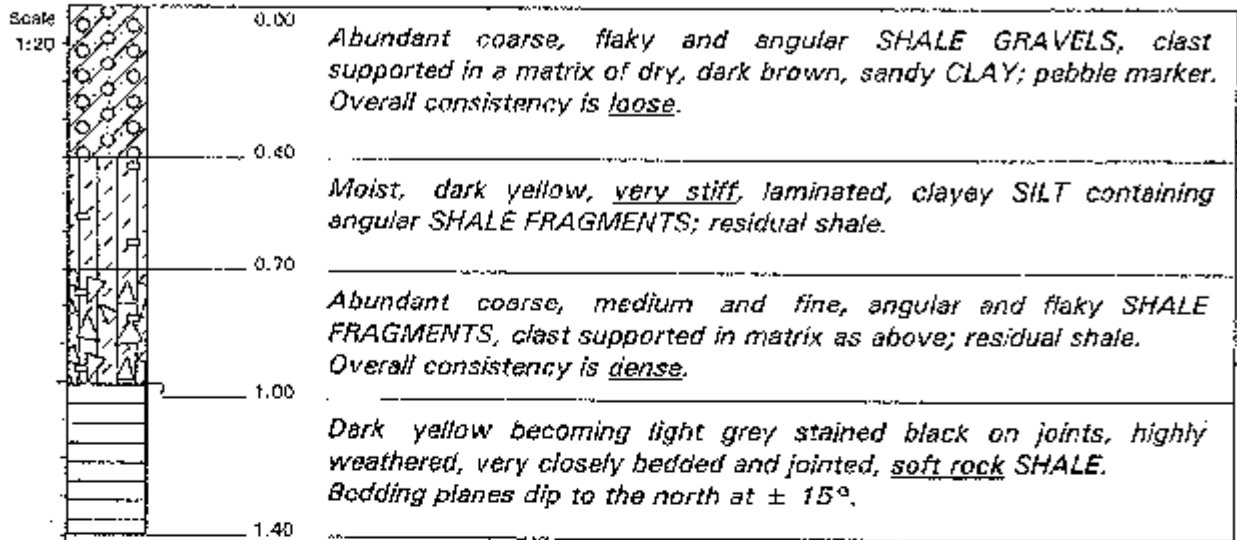 Scale
1:20
0.00
Abundant coarse, flaky and angular SHALE GRAVELS, clast
supported in a matrix of dry, dark brown, sandy CLAY; pebble marker.
Overall consistency is loose.
0.40
Moist, dark yellow, very stiff, laminated, clayey SILT containing
angular SHALE FRAGMENTS; residual shale.
0.70
Abundant coarse, medium and fine, angular and flaky SHALE
FRAGMENTS, clast supported in matrix as above; residual shale.
Overall consistency is dense.
1.00
Dark yellow becoming light grey stained black on joints, highly
weathered, very closely bedded and jointed, soft rock SHALE.
Bedding planes dip to the north at ± 15°.
1.40